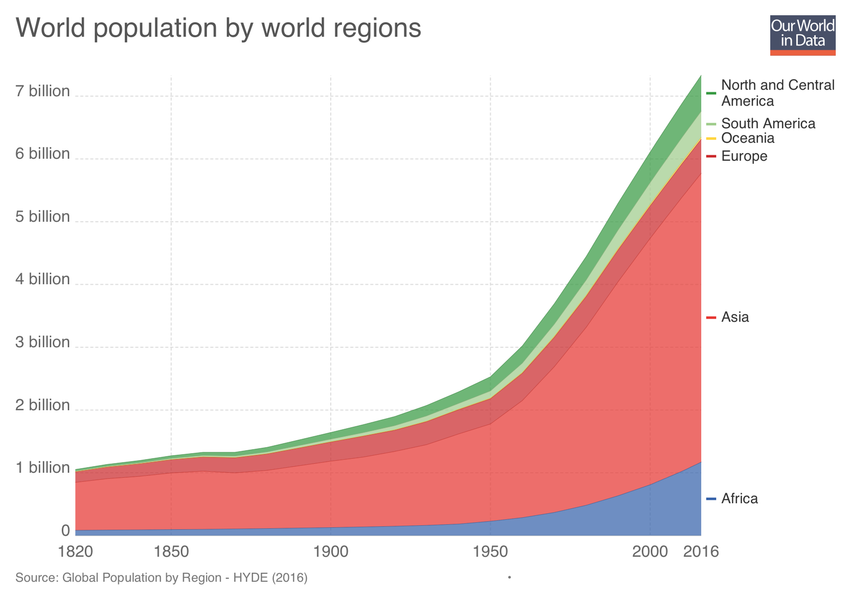 World population by world regions
Our World
in Data
7 billion
6 billion
5 billion
4 billion
3 billion
2 billion
1 billion
0
1820
1850
1900
1950
2000
2016
North and Central
America
South America
Oceania
Europe
Asia
Africa
Source: Global Population by Region - HYDE (2016)